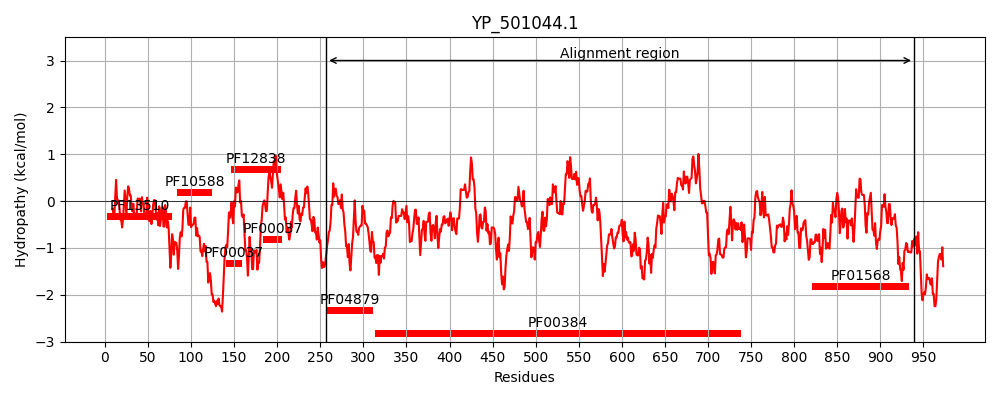 YP_501044.1
Alignment region
PF12838
PF10588
PF13510
PF00037
PF00037
PF04879
PF01568
PF00384
Hydropathy (kcal/mol)
3
2
1
0
−1
−2
−3
0 50 100 150 200 250 300 350 400 450 500 550 600 650 700 750 800 850 900 950
Residues